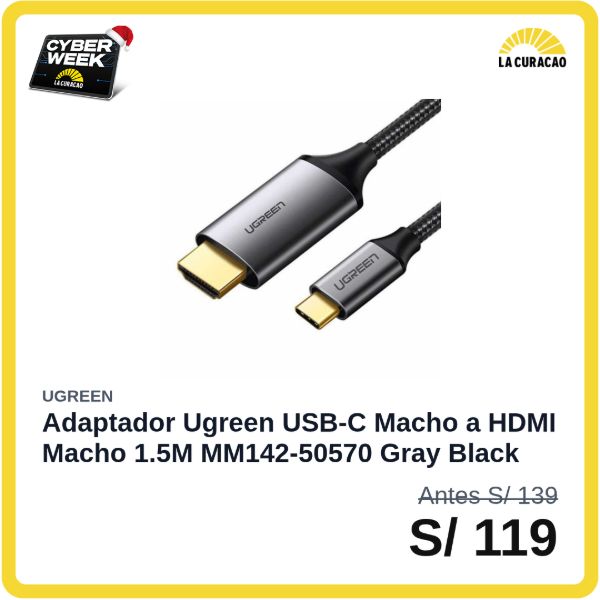 CYBER
WEEK
LA CURACAO
LA CURACAO
UGREEN
UGREEN
UGREEN
Adaptador Ugreen USB-C Macho a HDMI
Macho 1.5M MM142-50570 Gray Black
Antes S/ 139
S/ 119